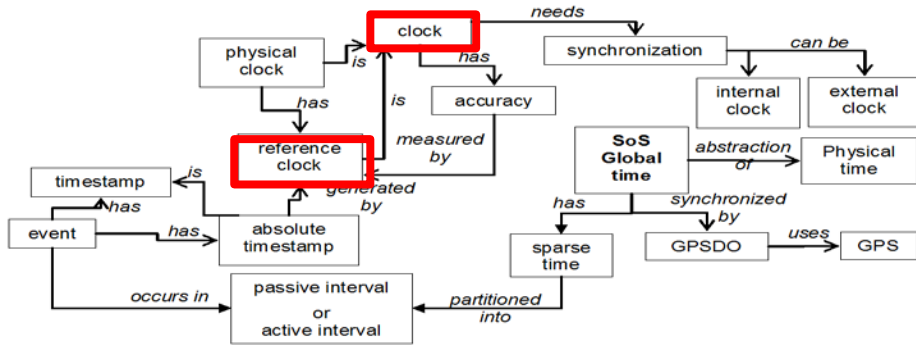 needs
clock
physical
clock
is
synchronization
can be
has
internal
clock
external
clock
has
is
accuracy
reference
clock
measured
by
SoS
Global
time
abstraction
of
Physical
time
timestamp
is
generated
by
has
event
has
absolute
timestamp
has
synchronized
by
sparse
time
GPSDO
uses
GPS
occurs in
passive interval
or
active interval
partitioned
into